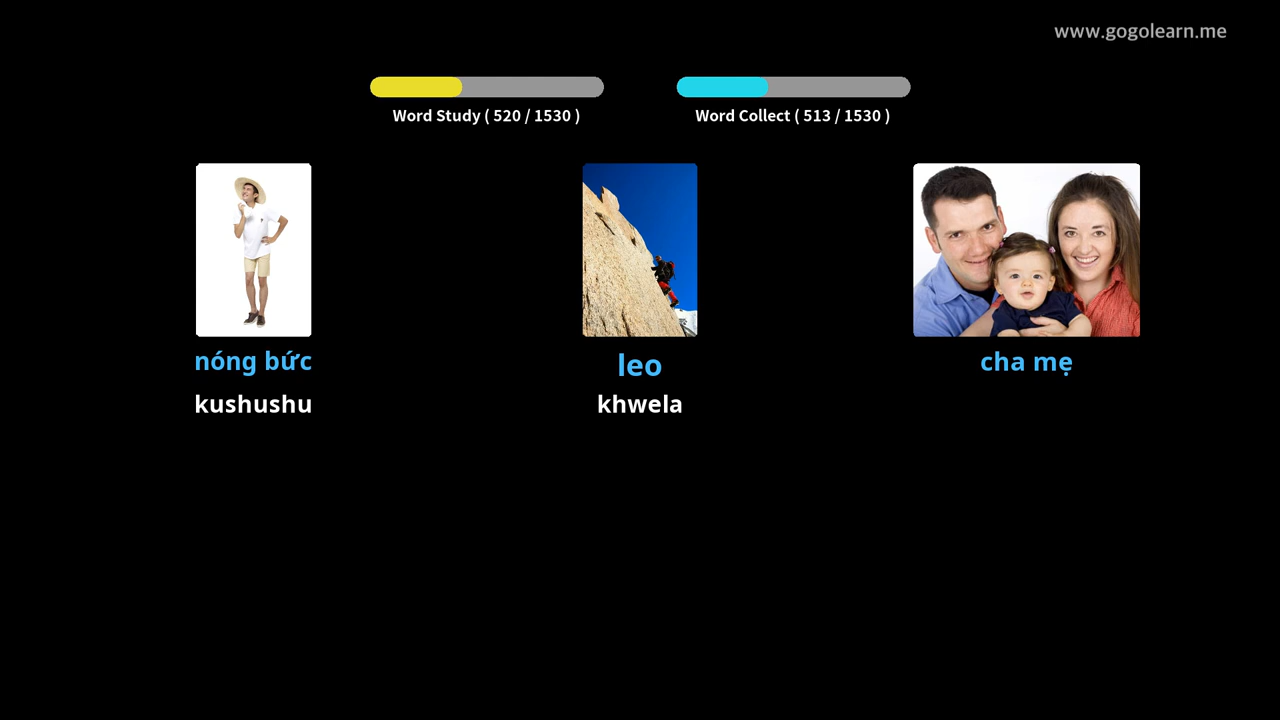 www.gogolearn.me
Word Study ( 520 / 1530 )
Word Collect ( 513 / 1530 )
nóng bức
kushushu
leo
khwela
cha mẹ